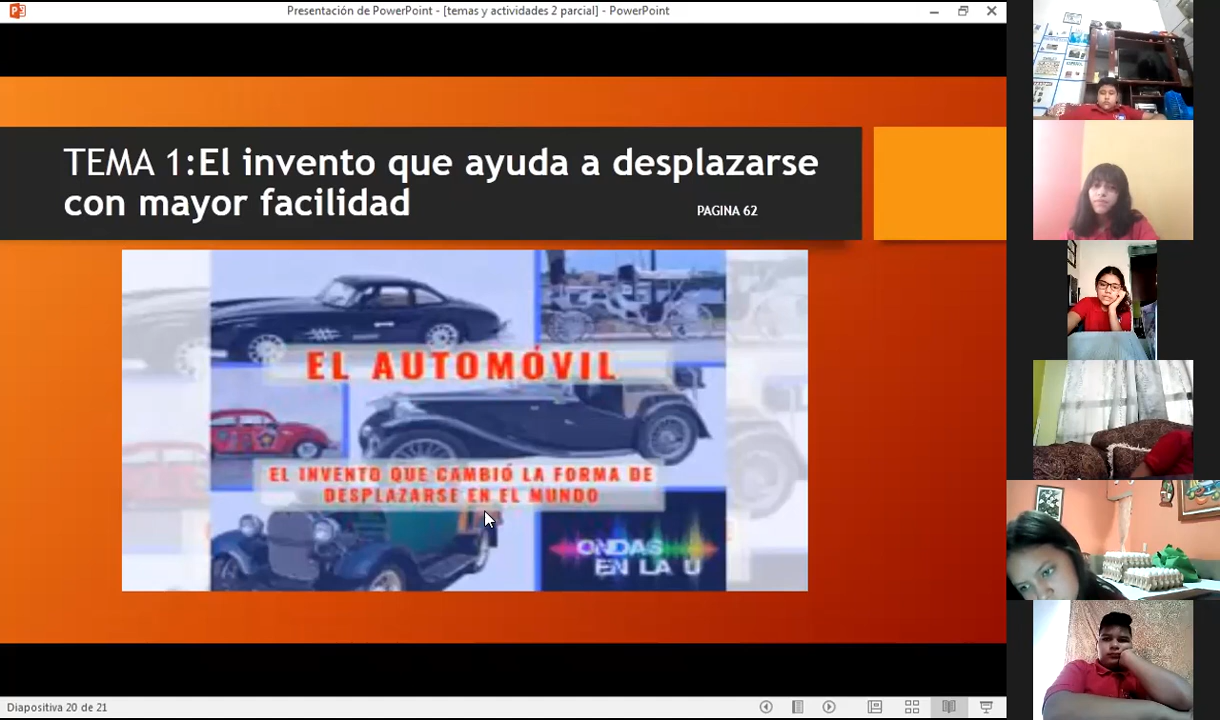 Presentación de PowerPoint - [temas y actividades 2 parcial] - PowerPoint
TEMA 1:El invento que ayuda a desplazarse
con mayor facilidad
PAGINA 62
EL AUTOMÓVIL
EL INVENTO QUE CAMBIÓ LA FORMA DE
DESPLAZARSE EN EL MUNDO
ONDAS
EN LA U
Diapositiva 20 de 21